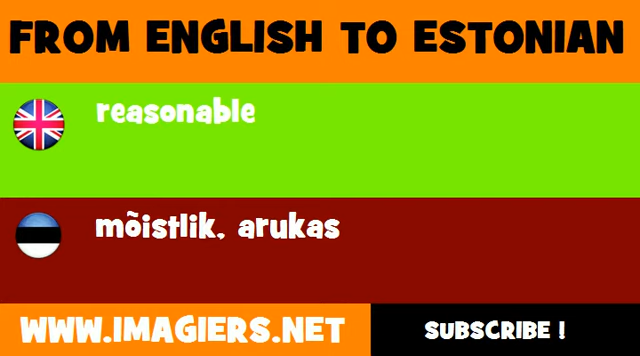 FROM ENGLISH TO ESTONIAN
reasonable
mõistlik, arukas
WWW.IMAGIERS.NET
SUBSCRIBE !